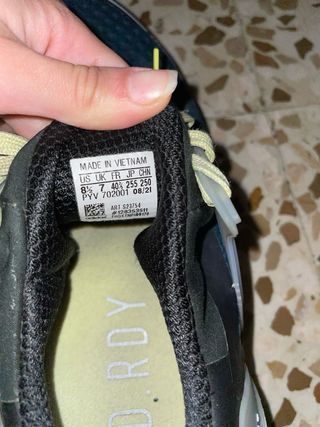 MADE IN VIETNAM
US UK FR JP CHN
8½ 7 40⅔ 255 250
PYV 702001 08/21
ART S23754
D.RDY